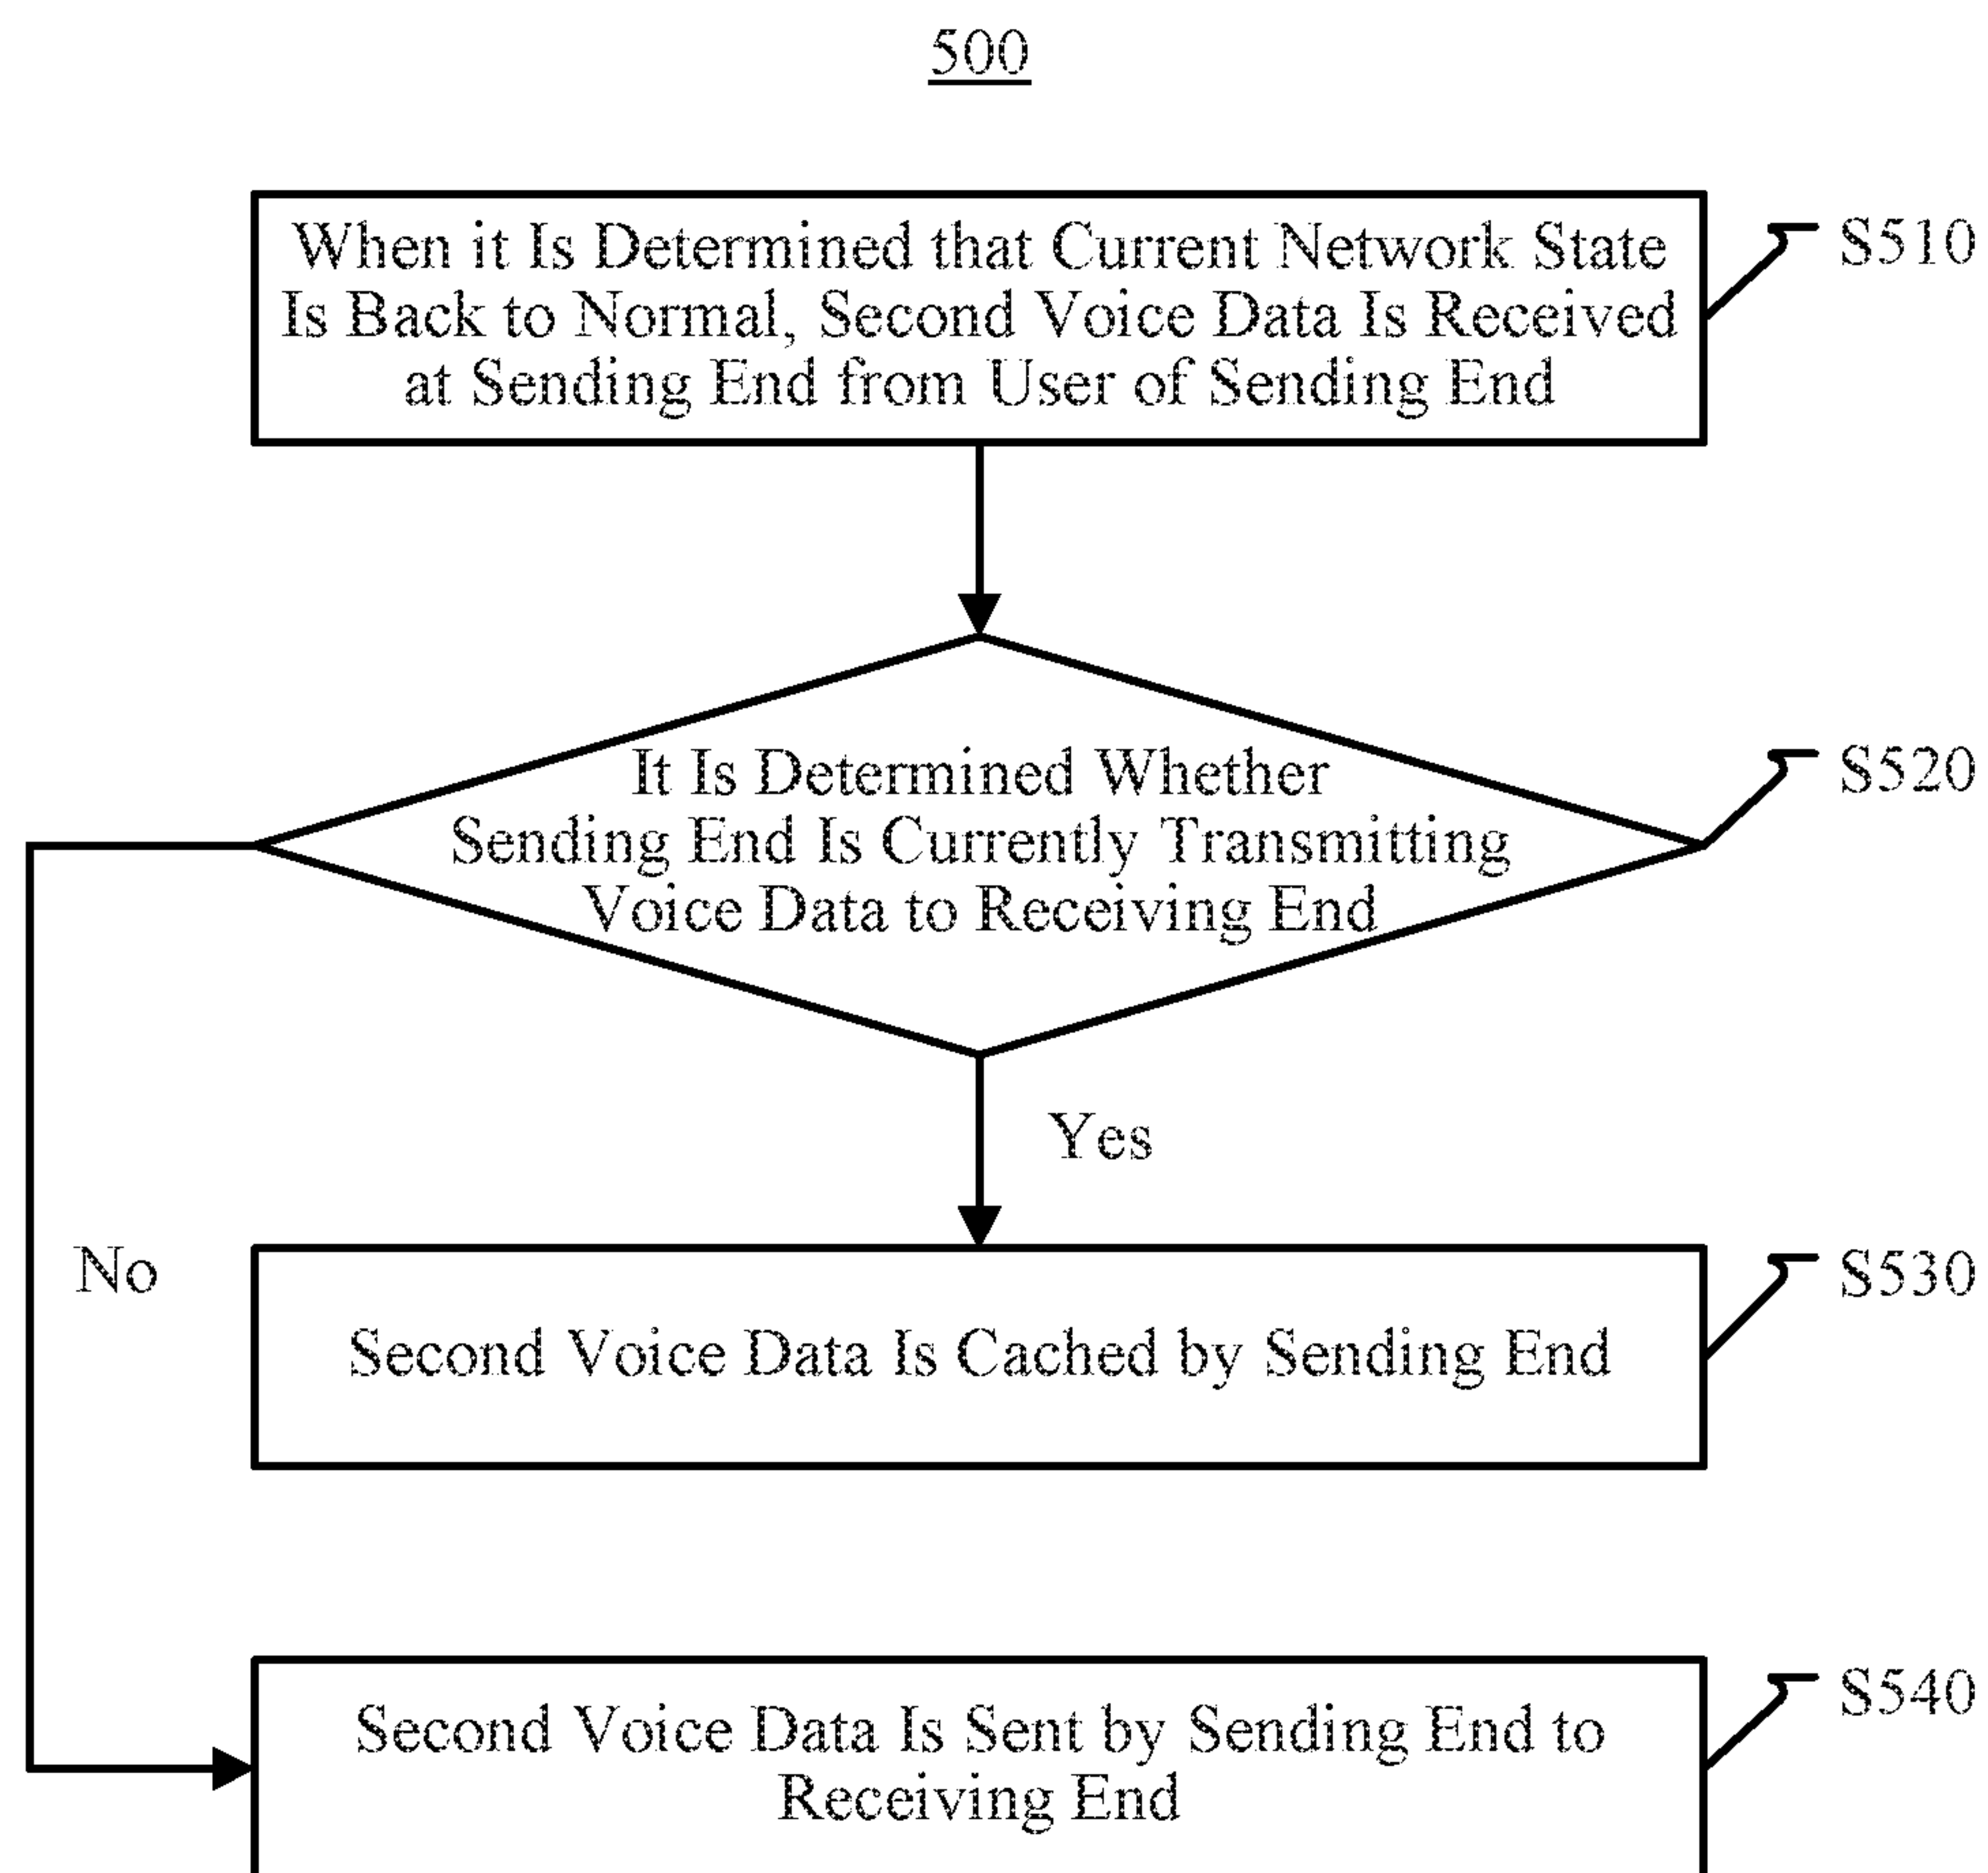 500
When it Is Determined that Current Network State
Is Back to Normal, Second Voice Data Is Received
at Sending End from User of Sending End
S510
It Is Determined Whether
Sending End Is Currently Transmitting
Voice Data to Receiving End
S520
Yes
No
Second Voice Data Is Cached by Sending End
S530
Second Voice Data Is Sent by Sending End to
Receiving End
S540